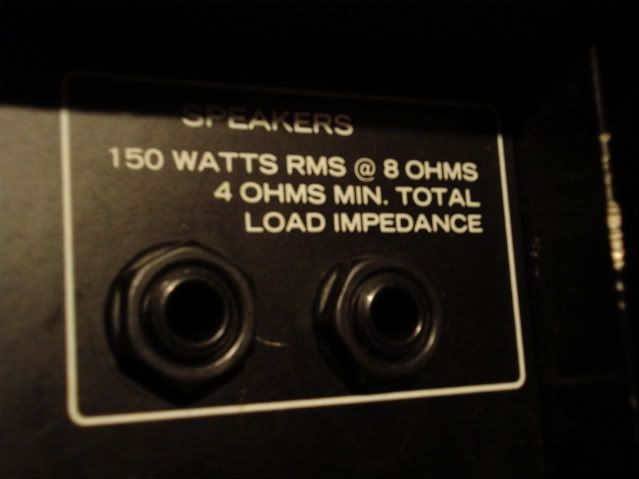 SPEAKERS
150 WATTS RMS @ 8 OHMS
4 OHMS MIN. TOTAL
LOAD IMPEDANCE